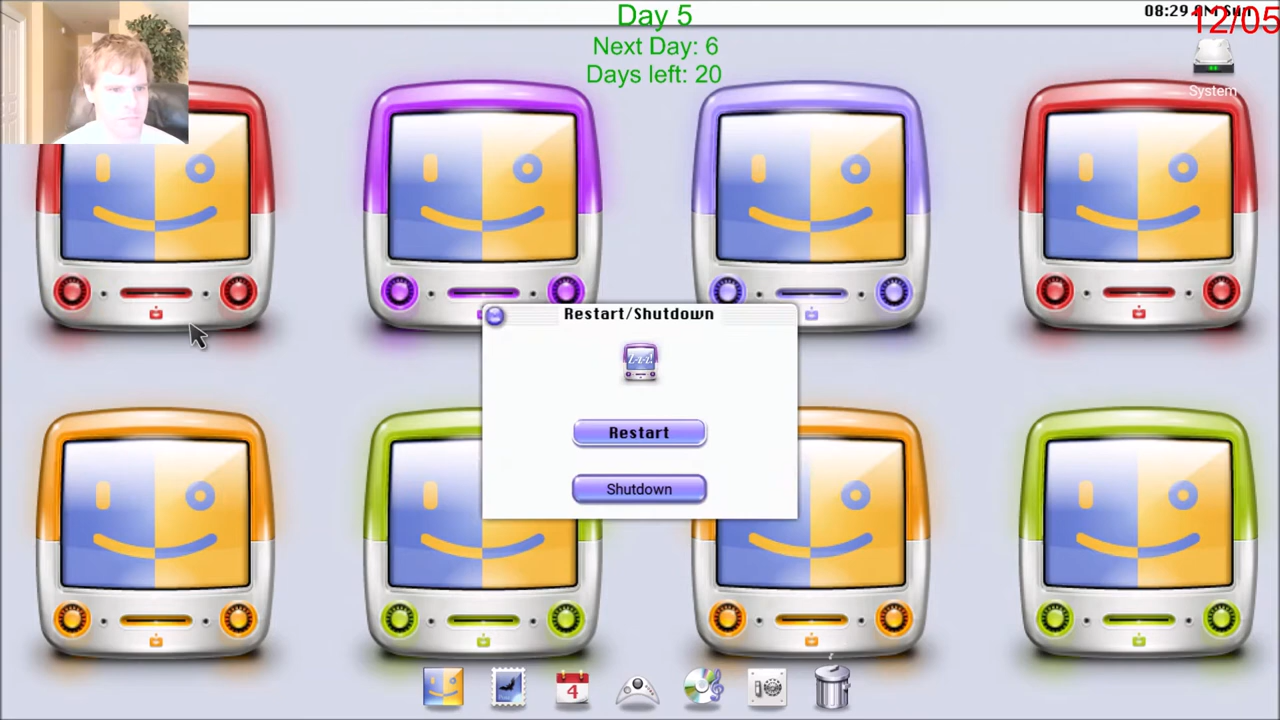 Day 5
Next Day: 6
Days left: 20
08:29 AM Sun
12/05
System
Restart/Shutdown
Zzz!
Restart
Shutdown
4